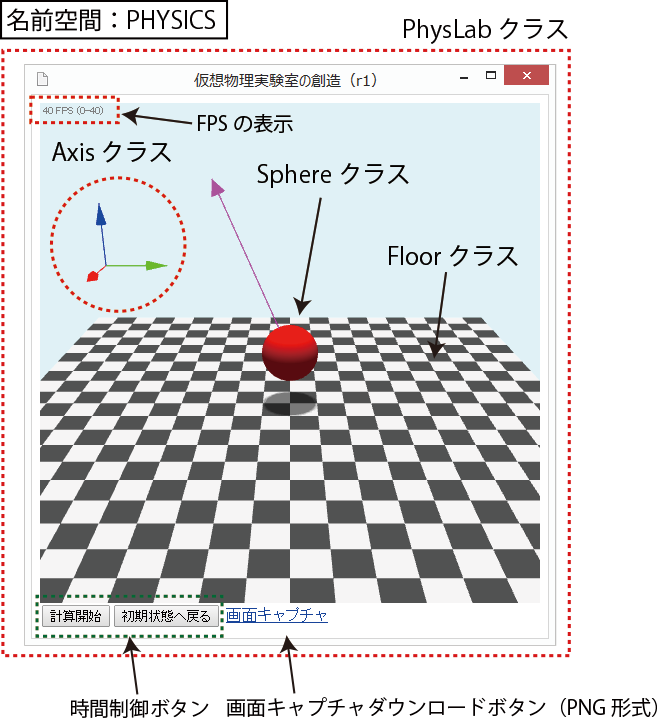 名前空間：PHYSICS
PhysLab クラス
仮想物理実験室の創造（r1）
40 FPS (0-40)
FPS の表示
Axis クラス
Sphere クラス
Floor クラス
計算開始 初期状態へ戻る 画面キャプチャ
時間制御ボタン 画面キャプチャダウンロードボタン（PNG 形式）